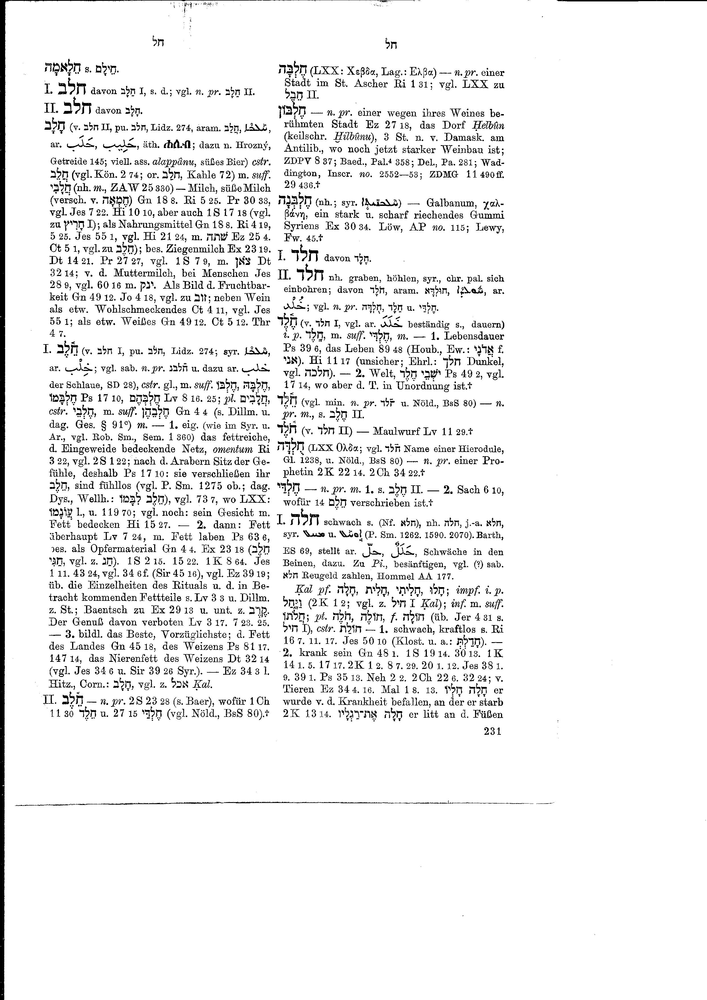 חל
חֵלְאָמָה s. חֵילָם.
I. חלב davon חֵלֶב I, s. d.; vgl. n. pr. חֵלֶב II.
II. חלב davon חָלָב.
חָלָב (v. חלב II, pu. חלב, Lidz. 274, aram. חֲלַב, ܚܠܒܐ,
ar. حَلَب, حَلِيب, äth. ሐሊብ; dazu n. Hrozný,
Getreide 145; viell. ass. alappânu, süßes Bier) cstr.
חֲלֵב (vgl. Kön. 2 74; or. חלַב, Kahle 72) m. suff.
חֲלָבִי (nh. m., ZAW 25 330) — Milch, süße Milch
(versch. v. חֶמְאָה) Gn 18 8. Ri 5 25. Pr 30 33,
vgl. Jes 7 22. Hi 10 10, aber auch 1 S 17 18 (vgl.
zu חָרִיץ I); als Nahrungsmittel Gn 18 8. Ri 4 19,
5 25. Jes 55 1, vgl. Hi 21 24, m. שׁתה Ez 25 4.
Ct 5 1, vgl. zu חֵלֶב); bes. Ziegenmilch Ex 23 19.
Dt 14 21. Pr 27 27, vgl. 1 S 7 9, m. צֹאן Dt
32 14; v. d. Muttermilch, bei Menschen Jes
28 9, vgl. 60 16 m. ינק. Als Bild d. Fruchtbar-
keit Gn 49 12. Jo 4 18, vgl. zu זוב; neben Wein
als etw. Wohlschmeckendes Ct 4 11, vgl. Jes
55 1; als etw. Weißes Gn 49 12. Ct 5 12. Thr
4 7.
I. חֵלֶב (v. חלב I, pu. חלב, Lidz. 274; syr. ܚܠܒܐ,
ar. خِلْب; vgl. sab. n. pr. חלבנ u. dazu ar. خلب
der Schlaue, SD 28), cstr. gl., m. suff. חֶלְבּוֹ, חֶלְבָּהּ,
חֶלְבָּמוֹ Ps 17 10, חֶלְבְּהֶם Lv 8 16. 25; pl. חֲלָבִים,
cstr. חֶלְבֵי, m. suff. חֶלְבֵהֶן Gn 4 4 (s. Dillm. u.
dag. Ges. § 91c) m. — 1. eig. (wie im Syr. u.
Ar., vgl. Rob. Sm., Sem. 1 360) das fettreiche,
d. Eingeweide bedeckende Netz, omentum Ri
3 22, vgl. 2 S 1 22; nach d. Arabern Sitz der Ge-
fühle, deshalb Ps 17 10: sie verschließen ihr
חֵלֶב, sind fühllos (vgl. P. Sm. 1275 ob.; dag.
Dys., Wellh.: חֵלֶב לִבָּמוֹ), vgl. 73 7, wo LXX:
עֲוֹנָמוֹ l., u. 119 70; vgl. noch: sein Gesicht m.
Fett bedecken Hi 15 27. — 2. dann: Fett
überhaupt Lv 7 24, m. Fett laben Ps 63 6,
bes. als Opfermaterial Gn 4 4. Ex 23 18 (חֵלֶב
חַגִּי, vgl. z. חַג). 1 S 2 15. 15 22. 1 K 8 64. Jes
1 11. 43 24, vgl. 34 6 f. (Sir 45 16), vgl. Ez 39 19;
üb. die Einzelheiten des Rituals u. d. in Be-
tracht kommenden Fettteile s. Lv 3 3 u. Dillm.
z. St.; Baentsch zu Ex 29 13 u. unt. z. קֶרֶב.
Der Genuß davon verboten Lv 3 17. 7 23. 25.
— 3. bildl. das Beste, Vorzüglichste; d. Fett
des Landes Gn 45 18, des Weizens Ps 81 17.
147 14, das Nierenfett des Weizens Dt 32 14
(vgl. Jes 34 6 u. Sir 39 26 Syr.). — Ez 34 3 l.
Hitz., Corn.: חָלָב, vgl. z. אכל Ḳal.
II. חֵלֶב — n. pr. 2 S 23 28 (s. Baer), wofür 1 Ch
11 30 חֵלֶד u. 27 15 חֶלְדַּי (vgl. Nöld., BsS 80).†
חל
חֶלְבָּה (LXX: Χεβδα, Lag.: Ελβα) — n. pr. einer
Stadt im St. Ascher Ri 1 31; vgl. LXX zu
חֶבֶל II.
חֶלְבּוֹן — n. pr. einer wegen ihres Weines be-
rühmten Stadt Ez 27 18, das Dorf Ḥelbûn
(keilschr. Ḫilbûnu), 3 St. n. v. Damask. am
Antilib., wo noch jetzt starker Weinbau ist;
ZDPV 8 37; Baed., Pal.⁴ 358; Del., Pa. 281; Wad-
dington, Inscr. no. 2552—53; ZDMG 11 490 ff.
29 436.†
חֶלְבְּנָה (nh.; syr. ܚܠܒܢܝܬܐ) — Galbanum, χαλ-
βάνη, ein stark u. scharf riechendes Gummi
Syriens Ex 30 34. Löw, AP no. 115; Lewy,
Fw. 45.†
I. חלד davon חֶלֶד.
II. חלד nh. graben, höhlen, syr., chr. pal. sich
einbohren; davon חֹלֶד, aram. חוּלְדָּא, ܚܘܠܕܐ, ar.
خُلْد; vgl. n. pr. חֻלְדָּה, חֵלֶד u. חֶלְדַּי.
חֶלֶד (v. חלד I, vgl. ar. خَلَدَ beständig s., dauern)
i. p. חָלֶד, m. suff. חֶלְדִּי, m. — 1. Lebensdauer
Ps 39 6, das Leben 89 48 (Houb., Ew.: אֲדֹנָי f.
אני). Hi 11 17 (unsicher; Ehrl.: חלך Dunkel,
vgl. חלכה). — 2. Welt, יֹשְׁבֵי חֶלֶד Ps 49 2, vgl.
17 14, wo aber d. T. in Unordnung ist.†
חֵלֶד (vgl. min. n. pr. חלד u. Nöld., BsS 80) — n.
pr. m., s. חֵלֶב II.
חֹלֶד (v. חלד II) — Maulwurf Lv 11 29.†
חֻלְדָּה (LXX Ολδα; vgl. חלד Name einer Hierodule,
Gl. 1238, u. Nöld., BsS 80) — n. pr. einer Pro-
phetin 2 K 22 14. 2 Ch 34 22.†
חֶלְדַּי — n. pr. m. 1. s. חֵלֶב II. — 2. Sach 6 10,
wofür 14 חֵלֶם verschrieben ist.†
I. חלה schwach s. (Nf. חלא), nh. חלה, j.-a. חלא,
syr. u. (P. Sm. 1262. 1590. 2070). Barth,
ES 69, stellt ar. حلّ, حَلَلٌ, Schwäche in den
Beinen, dazu. Zu Pi., besänftigen, vgl. (?) sab.
חלא Reugeld zahlen, Hommel AA 177.
Ḳal pf. חָלָה, חָלִית, חָלִיתִי, חָלוּ; impf. i. p.
וַיָּחַל (2 K 1 2; vgl. z. חיל I Ḳal); inf. m. suff.
חֲלֹתוֹ; pt. חֹלֶה, חוֹלֶה, f. חוֹלָה (üb. Jer 4 31 s.
חיל I), cstr. חוֹלַת — 1. schwach, kraftlos s. Ri
16 7. 11. 17. Jes 50 10 (Klost. u. a.: חָדַלְתָּ). —
2. krank sein Gn 48 1. 1 S 19 14. 30 13. 1 K
14 1. 5. 17 17. 2 K 1 2. 8 7. 29. 20 1. 12. Jes 38 1.
9. 39 1. Ps 35 13. Neh 2 2. 2 Ch 22 6. 32 24; v.
Tieren Ez 34 4. 16. Mal 1 8. 13. חָלָה חָלְיוֹ er
wurde v. d. Krankheit befallen, an der er starb
2 K 13 14. חָלָה אֶת־רַגְלָיו er litt an d. Füßen
231